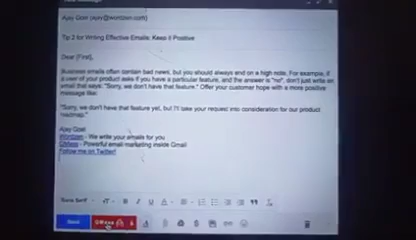 Ajay Goel (ajay@wordzen.com)
Tip 2 for Writing Effective Emails: Keep it Positive
Dear [First],
Business emails often contain bad news, but you should always end on a high note. For example, if
a user of your product asks if you have a particular feature, and the answer is "no", don't just write an
email that says: "Sorry, we don't have that feature." Offer your customer hope with a more positive
message like:
"Sorry, we don't have that feature yet, but I'll take your request into consideration for our product
roadmap."
Ajay Goel
Wordzen - We write your emails for you
GMass - Powerful email marketing inside Gmail
Follow me on Twitter!
Sans Serif
Send GMass